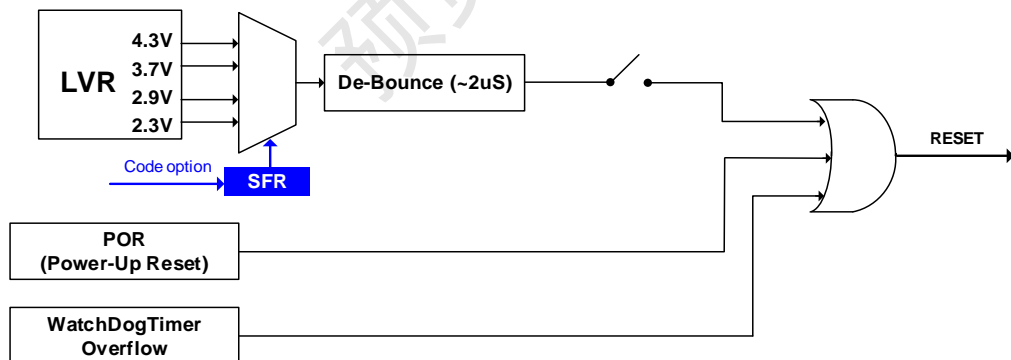 4.3V
3.7V
LVR
2.9V
2.3V
De-Bounce (~2uS)
Code option
SFR
RESET
POR
(Power-Up Reset)
WatchDogTimer
Overflow